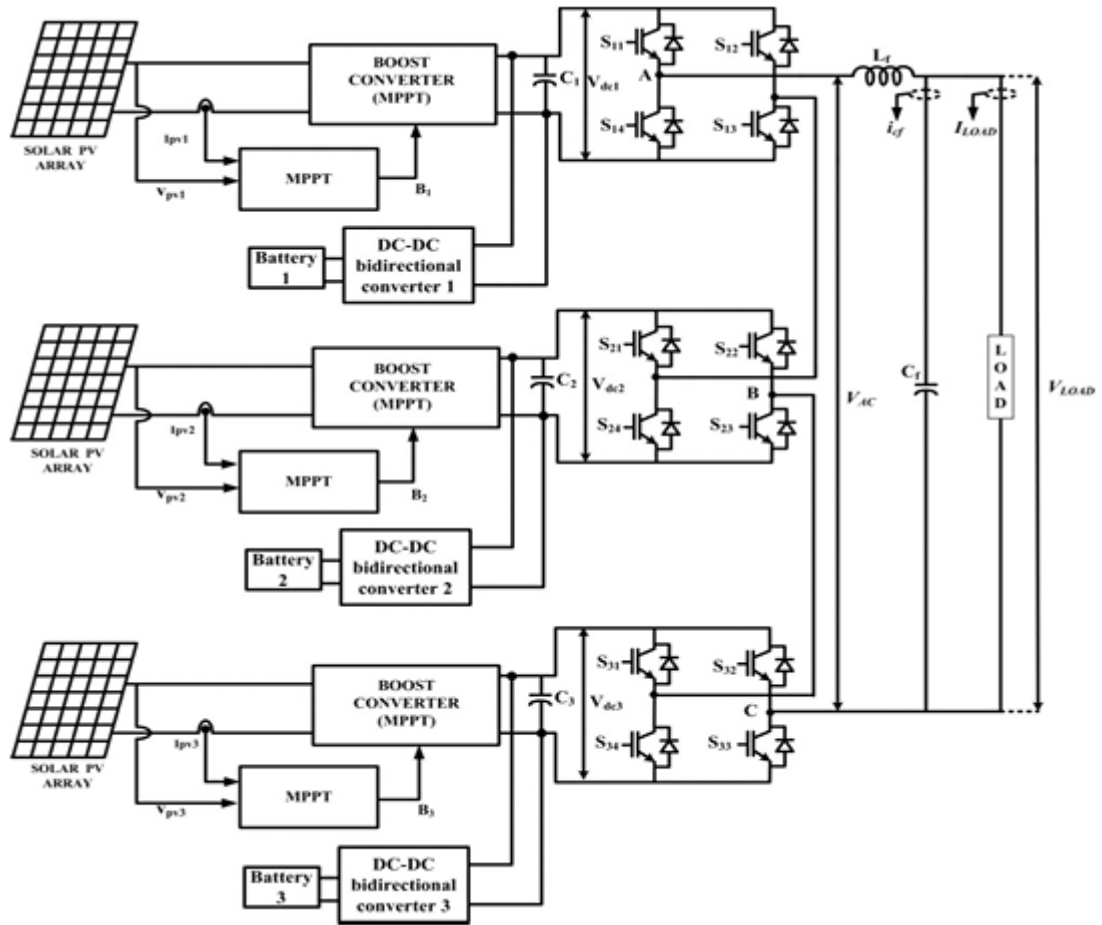 SOLAR PV
ARRAY
BOOST
CONVERTER
(MPPT)
Ipv1
vpv1
MPPT
B1
Battery
1
DC-DC
bidirectional
converter 1
C1
Vdc1
S11
S12
A
S14
S13
Lf
icf
ILOAD
SOLAR PV
ARRAY
BOOST
CONVERTER
(MPPT)
Ipv2
vpv2
MPPT
B2
Battery
2
DC-DC
bidirectional
converter 2
C2
Vdc2
S21
S22
B
S24
S23
VAC
Cf
LOAD
VLOAD
SOLAR PV
ARRAY
BOOST
CONVERTER
(MPPT)
Ipv3
vpv3
MPPT
B3
Battery
3
DC-DC
bidirectional
converter 3
C3
Vdc3
S31
S32
C
S34
S33